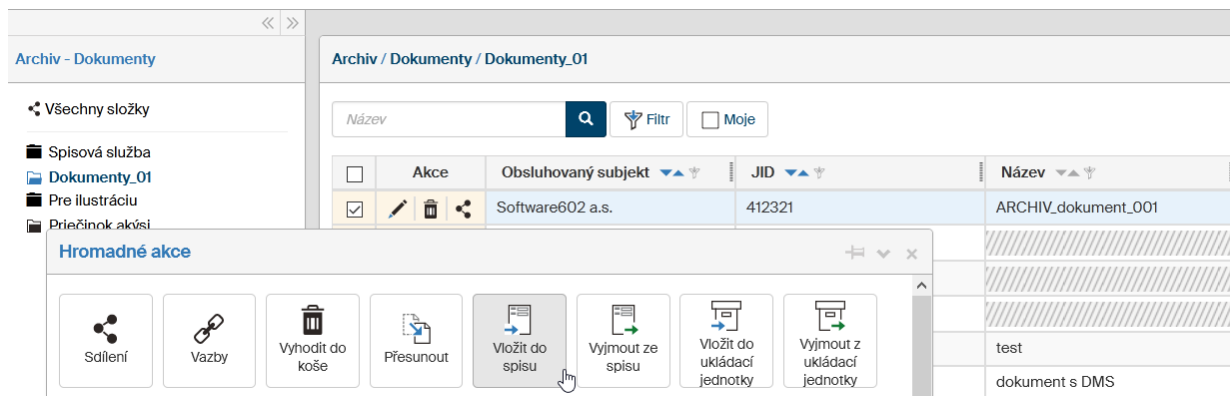 Archiv - Dokumenty
Všechny složky
Spisová služba
Dokumenty_01
Pre ilustráciu
Priečinok akýsi
Archiv / Dokumenty / Dokumenty_01
Název
Filtr
Moje
Akce
Obsluhovaný subjekt
JID
Název
Software602 a.s.
412321
ARCHIV_dokument_001
test
dokument s DMS
Hromadné akce
Sdílení
Vazby
Vyhodit do
koše
Přesunout
Vložit do
spisu
Vyjmout ze
spisu
Vložit do
ukládací
jednotky
Vyjmout z
ukládací
jednotky